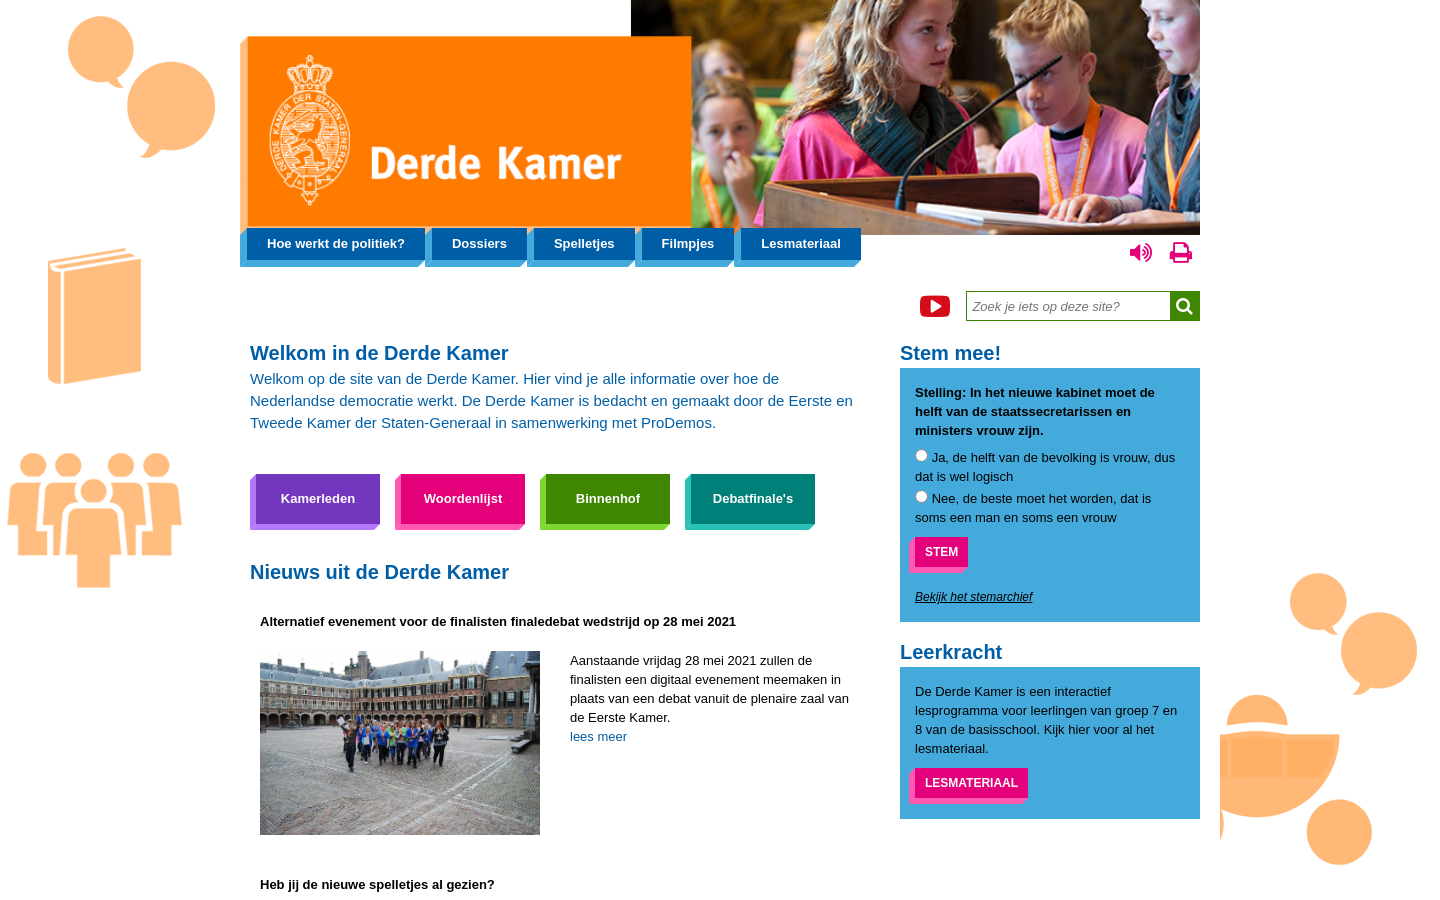 DERDE KAMER DER STATEN-GENERAAL
Derde Kamer
Hoe werkt de politiek?
Dossiers
Spelletjes
Filmpjes
Lesmateriaal
Zoek je iets op deze site?
Welkom in de Derde Kamer
Welkom op de site van de Derde Kamer. Hier vind je alle informatie over hoe de
Nederlandse democratie werkt. De Derde Kamer is bedacht en gemaakt door de Eerste en
Tweede Kamer der Staten-Generaal in samenwerking met ProDemos.
Kamerleden
Woordenlijst
Binnenhof
Debatfinale's
Nieuws uit de Derde Kamer
Alternatief evenement voor de finalisten finaledebat wedstrijd op 28 mei 2021
Aanstaande vrijdag 28 mei 2021 zullen de
finalisten een digitaal evenement meemaken in
plaats van een debat vanuit de plenaire zaal van
de Eerste Kamer.
lees meer
Heb jij de nieuwe spelletjes al gezien?
Stem mee!
Stelling: In het nieuwe kabinet moet de
helft van de staatssecretarissen en
ministers vrouw zijn.
Ja, de helft van de bevolking is vrouw, dus
dat is wel logisch
Nee, de beste moet het worden, dat is
soms een man en soms een vrouw
STEM
Bekijk het stemarchief
Leerkracht
De Derde Kamer is een interactief
lesprogramma voor leerlingen van groep 7 en
8 van de basisschool. Kijk hier voor al het
lesmateriaal.
LESMATERIAAL